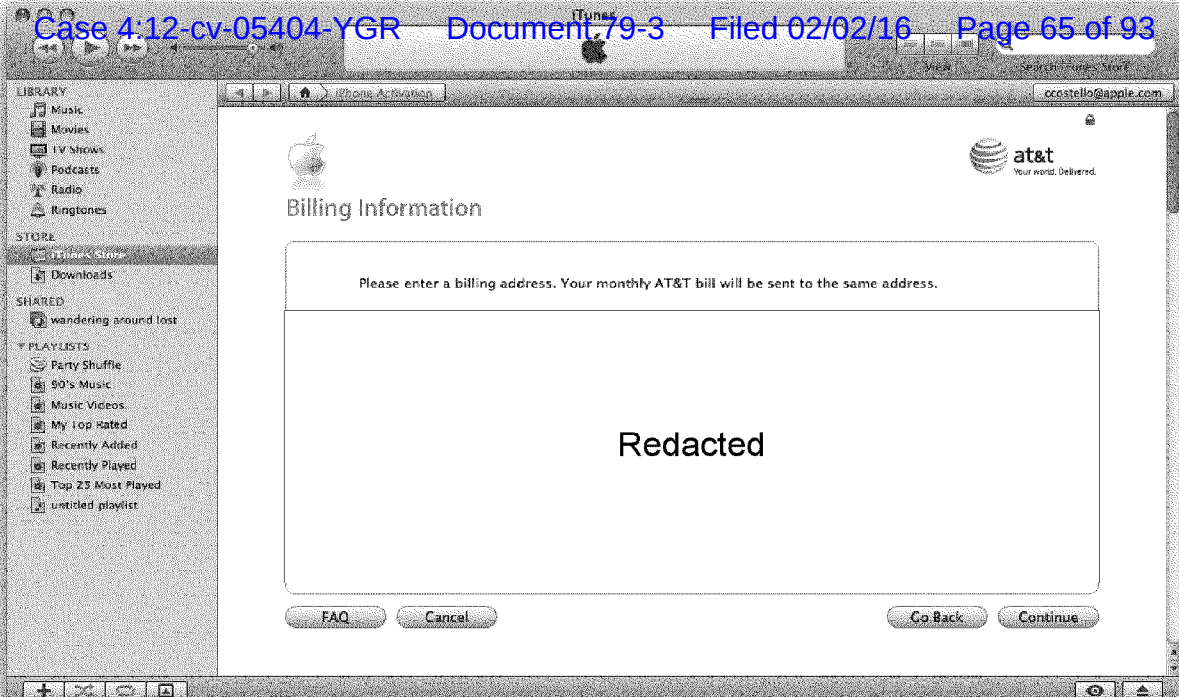 Case 4:12-cv-05404-YGR Document 79-3 Filed 02/02/16 Page 65 of 93
iTunes
View
Search iTunes Store
iPhone Activation
ccostello@apple.com
LIBRARY
Music
Movies
TV Shows
Podcasts
Radio
Ringtones
STORE
iTunes Store
Downloads
SHARED
wandering around lost
PLAYLISTS
Party Shuffle
90's Music
Music Videos
My Top Rated
Recently Added
Recently Played
Top 25 Most Played
untitled playlist
at&t
Your world. Delivered.
Billing Information
Please enter a billing address. Your monthly AT&T bill will be sent to the same address.
Redacted
FAQ
Cancel
Go Back
Continue